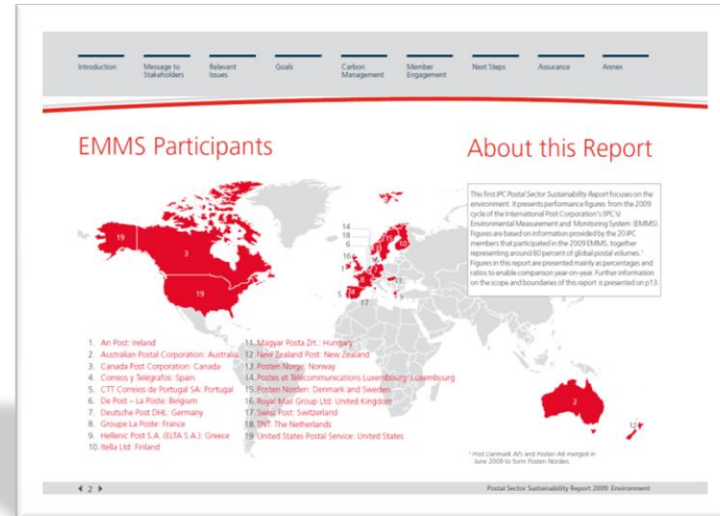 Introduction
Message to
Stakeholders
Relevant
Issues
Goals
Carbon
Management
Member
Engagement
Next Steps
Assurance
Annex
EMMS Participants
About this Report
This first IPC Postal Sector Sustainability Report focuses on the
environment. It presents performance figures from the 2009
cycle of the International Post Corporation's (IPC's)
Environmental Measurement and Monitoring System (EMMS).
Figures are based on information provided by the 20 IPC
members that participated in the 2009 EMMS, together
representing around 80 percent of global postal volumes.¹
Figures in this report are presented mainly as percentages and
ratios to enable comparison year-on-year. Further information
on the scope and boundaries of this report is presented on p13.
19
3
19
14
18
6
16
5
4
17
10
2
12
1. An Post: Ireland
2. Australian Postal Corporation: Australia
3. Canada Post Corporation: Canada
4. Correos y Telégrafos: Spain
5. CTT Correios de Portugal SA: Portugal
6. De Post – La Poste: Belgium
7. Deutsche Post DHL: Germany
8. Groupe La Poste: France
9. Hellenic Post S.A. (ELTA S.A.): Greece
10. Itella Ltd: Finland
11. Magyar Posta Zrt.: Hungary
12. New Zealand Post: New Zealand
13. Posten Norge: Norway
14. Postes et Télécommunications Luxembourg: Luxembourg
15. Posten Norden: Denmark and Sweden
16. Royal Mail Group Ltd: United Kingdom
17. Swiss Post: Switzerland
18. TNT: The Netherlands
19. United States Postal Service: United States
¹ Post Danmark A/s and Posten AB merged in
June 2009 to form Posten Norden.
2
Postal Sector Sustainability Report 2009: Environment